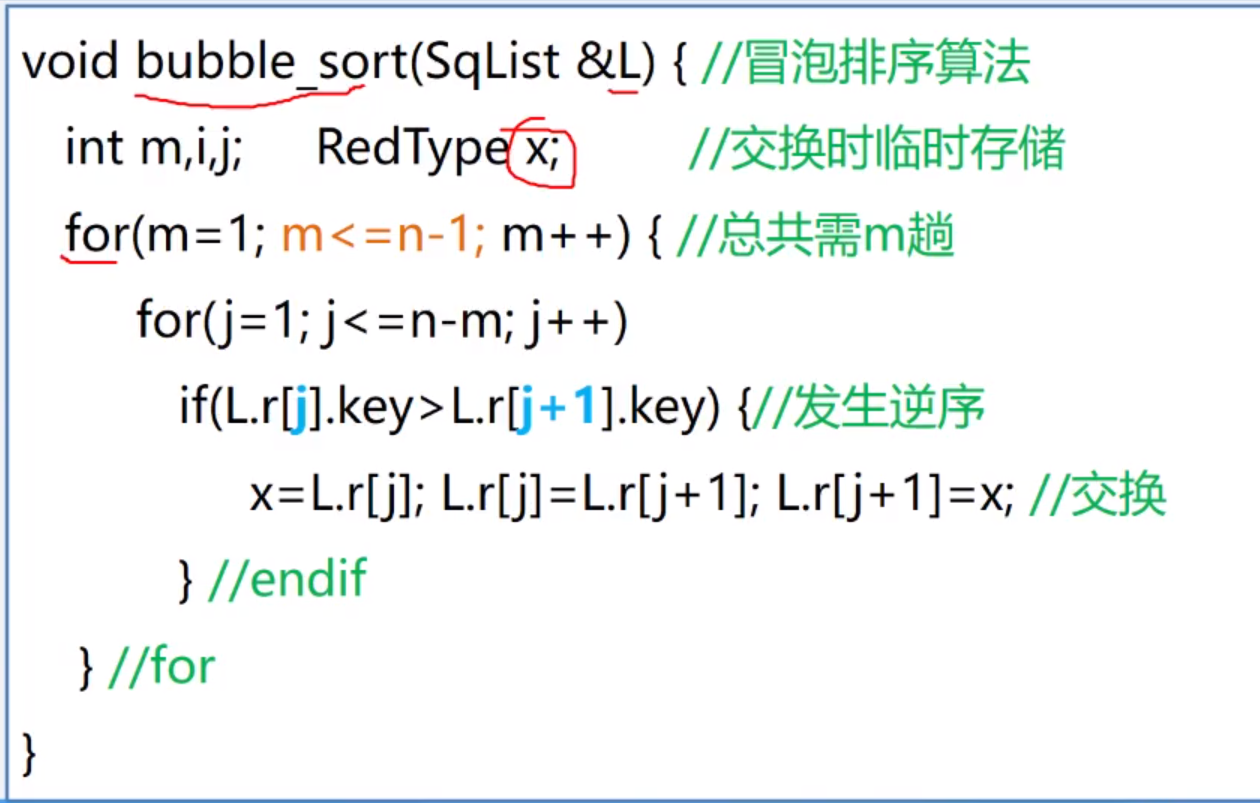 void bubble_sort(SqList &L) { //冒泡排序算法
int m,i,j; RedType x; //交换时临时存储
for(m=1; m<=n-1; m++) { //总共需m趟
for(j=1; j<=n-m; j++)
if(L.r[j].key>L.r[j+1].key) {//发生逆序
x=L.r[j]; L.r[j]=L.r[j+1]; L.r[j+1]=x; //交换
} //endif
} //for
}